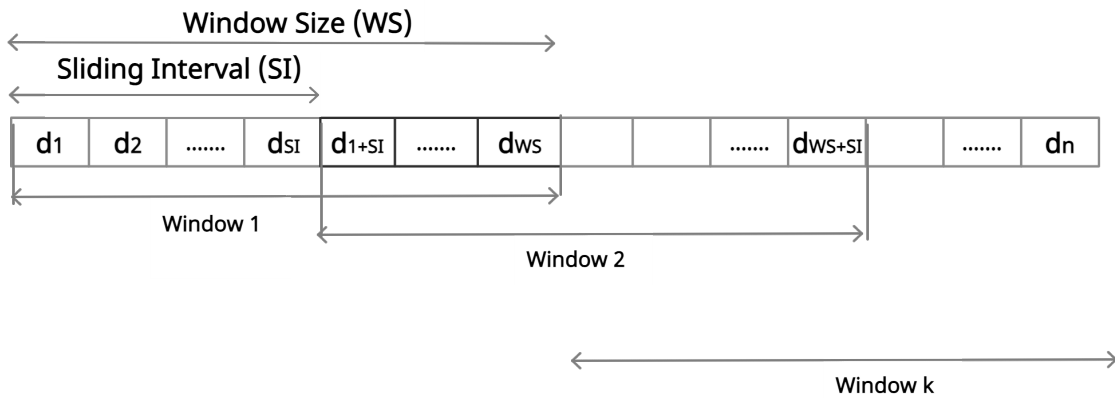 Window Size (WS)
Sliding Interval (SI)
d1 d2 ....... dSI d1+SI ....... dWS ....... dWS+SI ....... dn
Window 1
Window 2
Window k